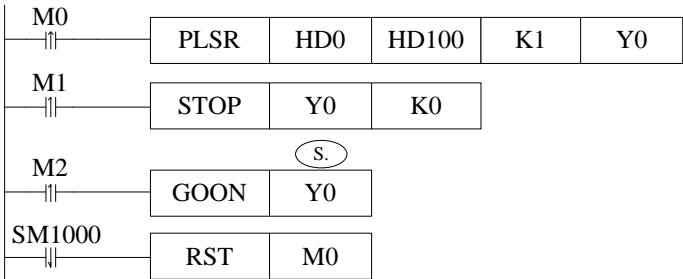 M0
PLSR HD0 HD100 K1 Y0
M1
STOP Y0 K0
S.
M2
GOON Y0
SM1000
RST M0